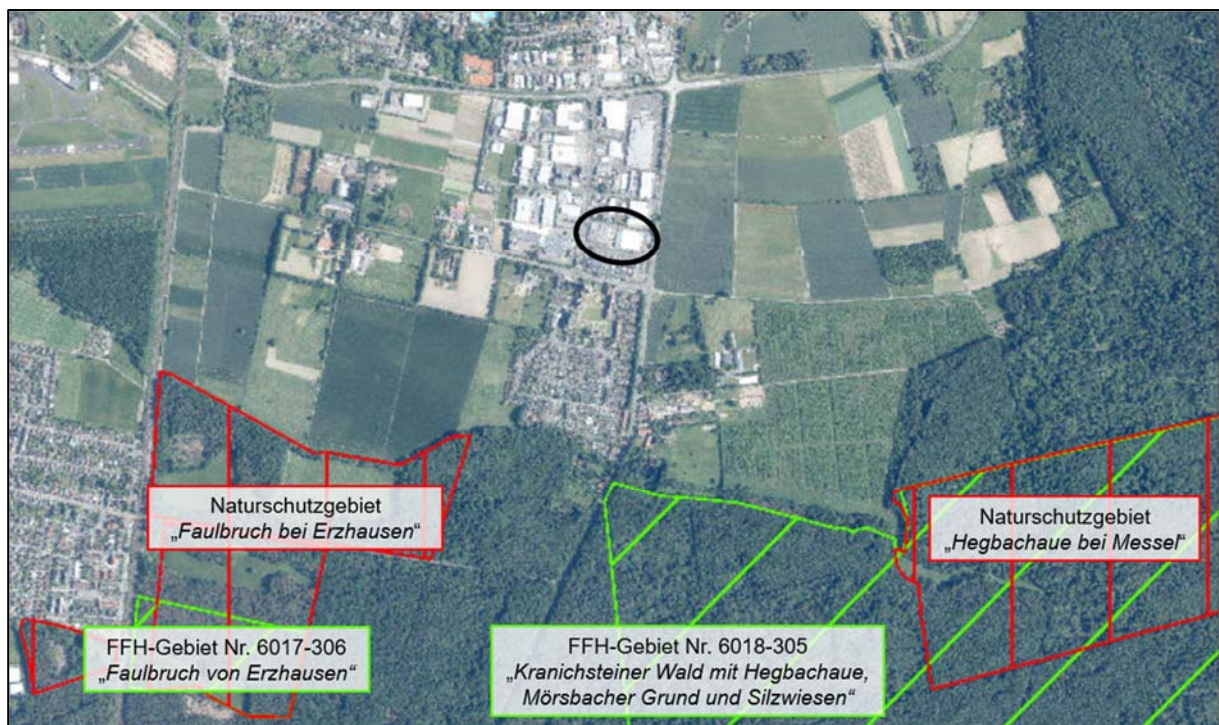 Naturschutzgebiet
„Faulbruch bei Erzhausen“
Naturschutzgebiet
„Hegbachaue bei Messel“
FFH-Gebiet Nr. 6017-306
„Faulbruch von Erzhausen“
FFH-Gebiet Nr. 6018-305
„Kranichsteiner Wald mit Hegbachaue,
Mörsbacher Grund und Silzwiesen“